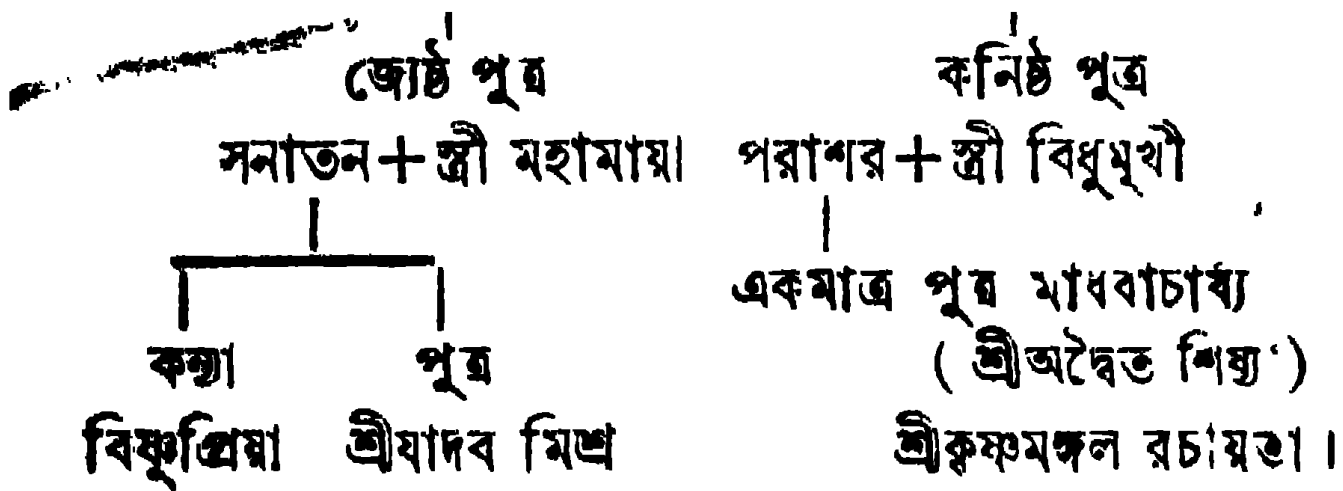 জ্যেষ্ঠ পুত্র কনিষ্ঠ পুত্র
সনাতন + স্ত্রী মহামায়া পরাশর + স্ত্রী বিধুমুখী
একমাত্র পুত্র মাধবাচার্য্য
কন্যা পুত্র ( শ্রীঅদ্বৈত শিষ্য )
বিষ্ণুপ্রিয়া শ্রীযাদব মিশ্র শ্রীকৃষ্ণমঙ্গল রচয়িতা।